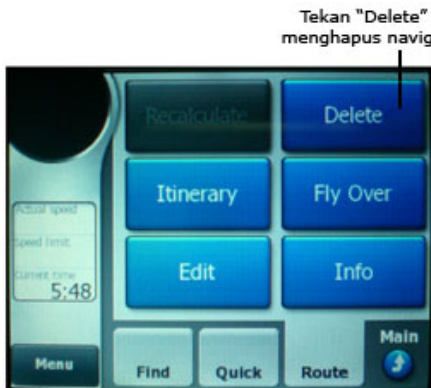 Tekan "Delete"
menghapus navig
Recalculate
Delete
Itinerary
Fly Over
Actual speed
Speed limit
Edit
Info
Current time
5:48
Main
Menu
Find
Quick
Route